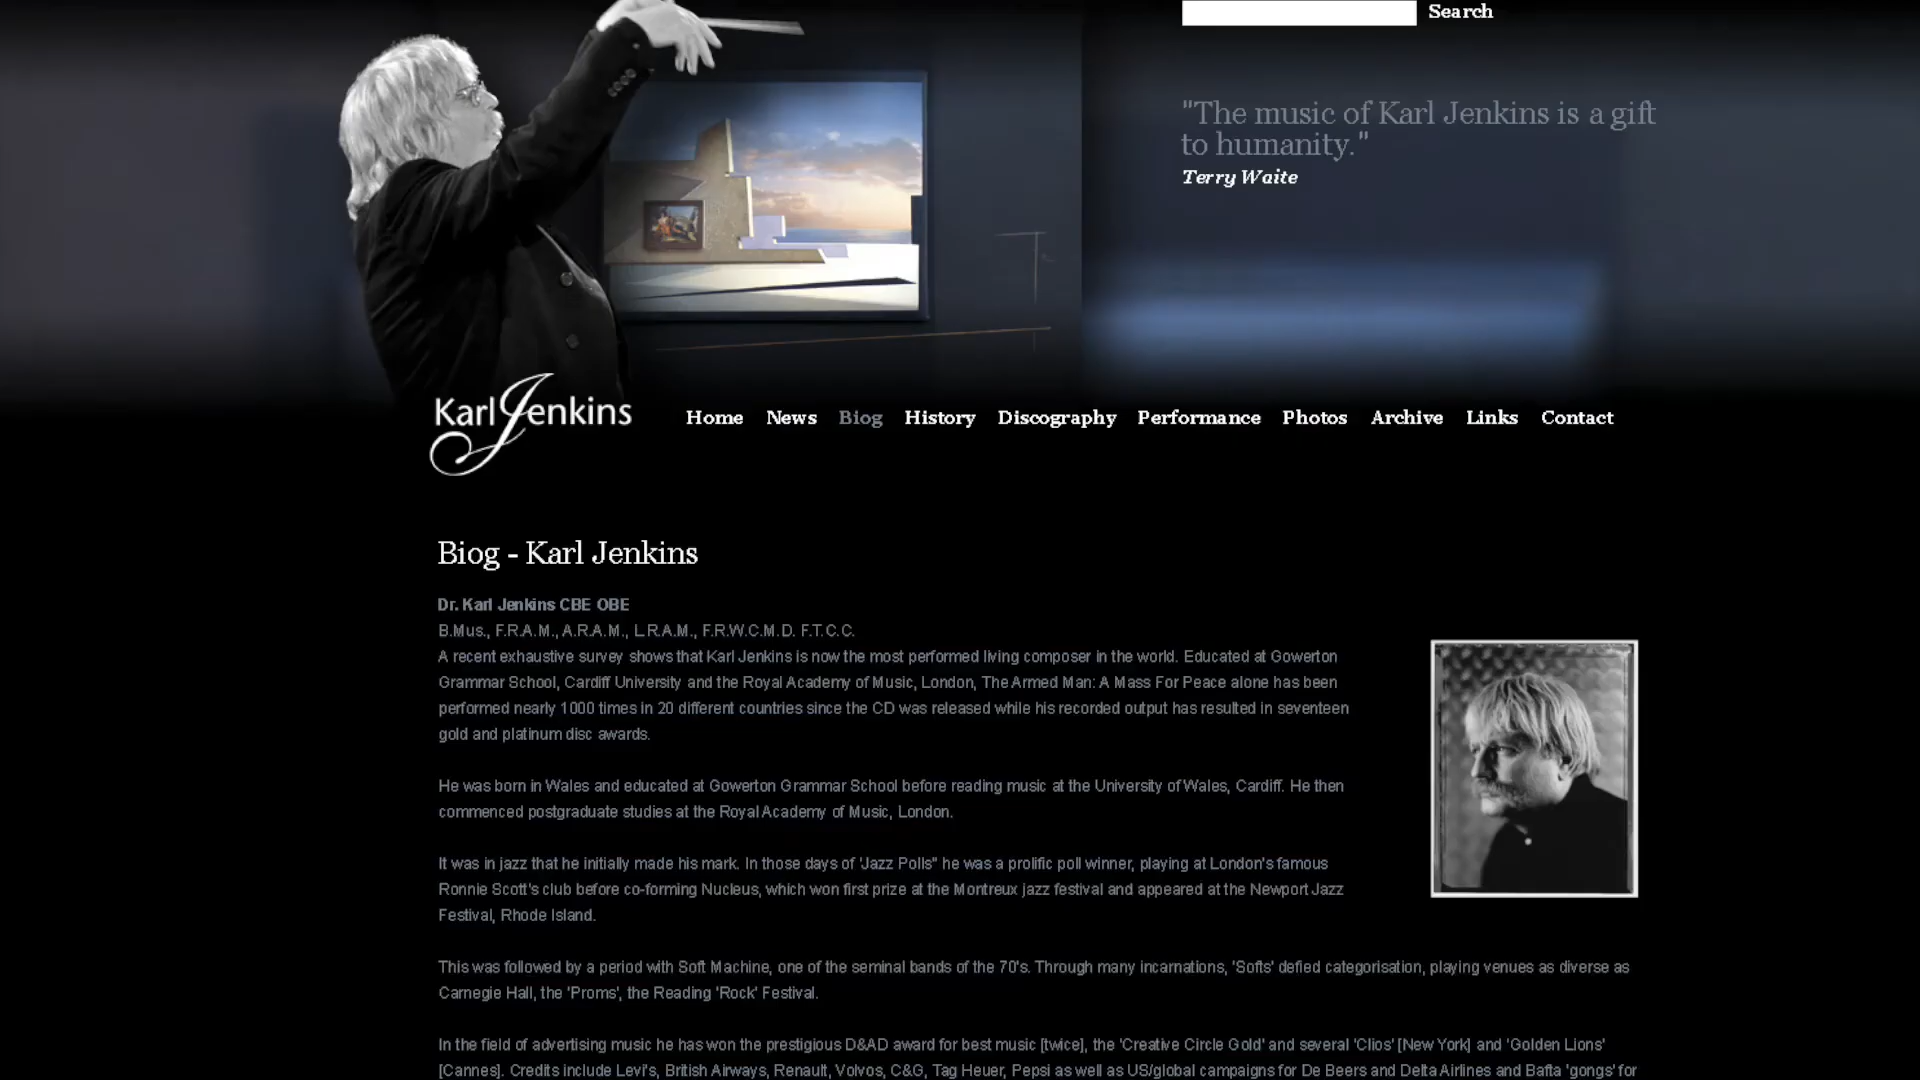 Search
"The music of Karl Jenkins is a gift
to humanity."
Terry Waite
Karl Jenkins
Home News Biog History Discography Performance Photos Archive Links Contact
Biog - Karl Jenkins
Dr. Karl Jenkins CBE OBE
B.Mus., F.R.A.M., A.R.A.M., L.R.A.M., F.R.W.C.M.D. F.T.C.C.
A recent exhaustive survey shows that Karl Jenkins is now the most performed living composer in the world. Educated at Gowerton
Grammar School, Cardiff University and the Royal Academy of Music, London, The Armed Man: A Mass For Peace alone has been
performed nearly 1000 times in 20 different countries since the CD was released while his recorded output has resulted in seventeen
gold and platinum disc awards.
He was born in Wales and educated at Gowerton Grammar School before reading music at the University of Wales, Cardiff. He then
commenced postgraduate studies at the Royal Academy of Music, London.
It was in jazz that he initially made his mark. In those days of 'Jazz Polls" he was a prolific poll winner, playing at London's famous
Ronnie Scott's club before co-forming Nucleus, which won first prize at the Montreux jazz festival and appeared at the Newport Jazz
Festival, Rhode Island.
This was followed by a period with Soft Machine, one of the seminal bands of the 70's. Through many incarnations, 'Softs' defied categorisation, playing venues as diverse as
Carnegie Hall, the 'Proms', the Reading 'Rock' Festival.
In the field of advertising music he has won the prestigious D&AD award for best music [twice], the 'Creative Circle Gold' and several 'Clios' [New York] and 'Golden Lions'
[Cannes]. Credits include Levi's, British Airways, Renault, Volvos, C&G, Tag Heuer, Pepsi as well as US/global campaigns for De Beers and Delta Airlines and Bafta 'gongs' for